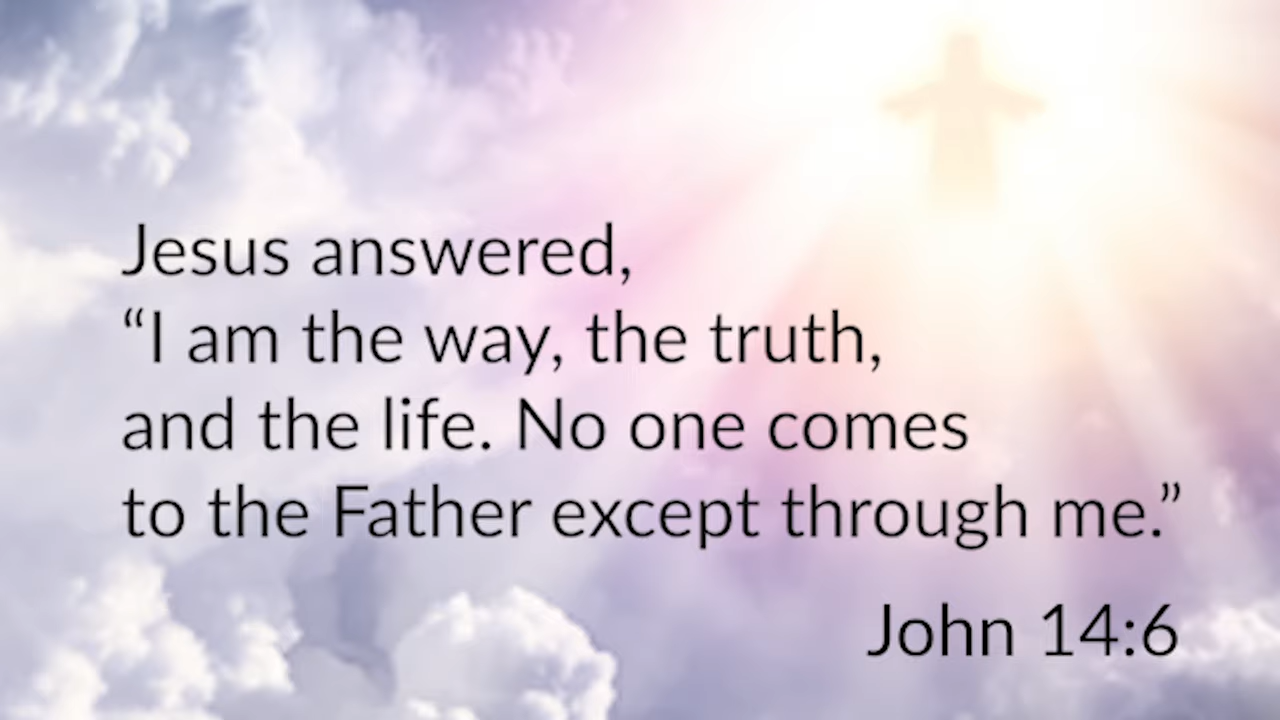 Jesus answered,
“I am the way, the truth,
and the life. No one comes
to the Father except through me.”
John 14:6